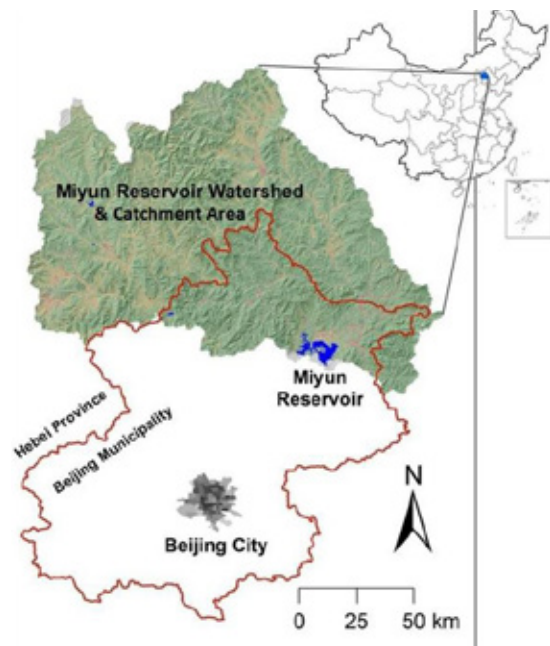 Miyun Reservoir Watershed
& Catchment Area
Miyun
Reservoir
Hebei Province
Beijing Municipality
Beijing City
N
0 25 50 km